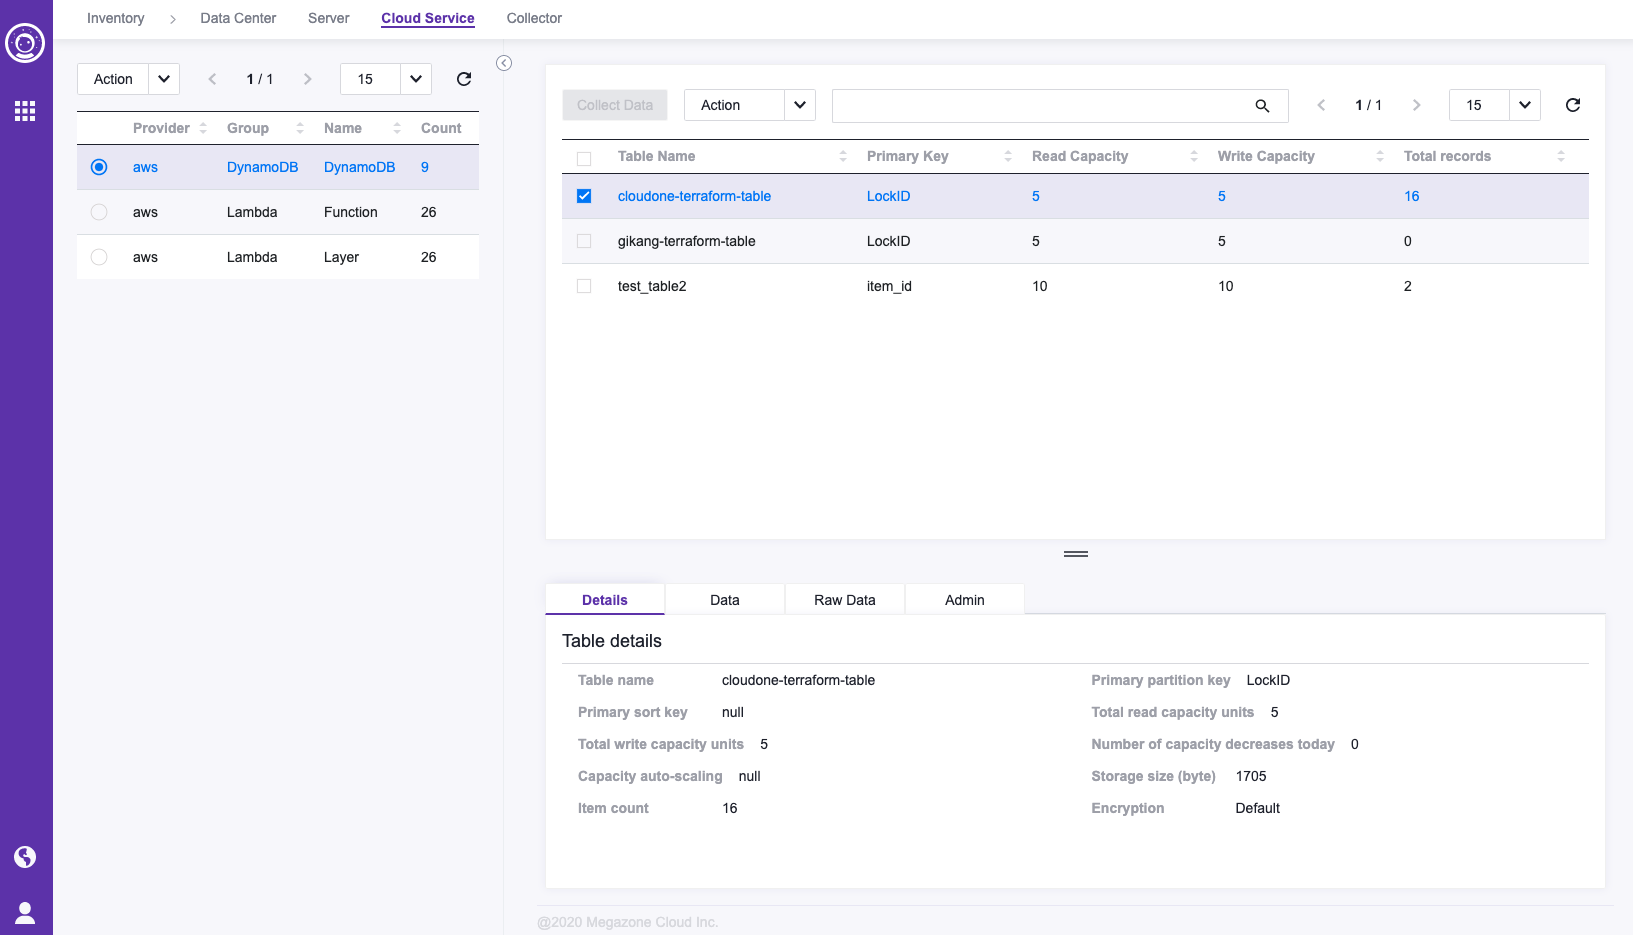 Inventory > Data Center Server Cloud Service Collector
Action 1 / 1 15
Provider Group Name Count
aws DynamoDB DynamoDB 9
aws Lambda Function 26
aws Lambda Layer 26
Collect Data Action 1 / 1 15
Table Name Primary Key Read Capacity Write Capacity Total records
cloudone-terraform-table LockID 5 5 16
gikang-terraform-table LockID 5 5 0
test_table2 item_id 10 10 2
Details Data Raw Data Admin
Table details
Table name cloudone-terraform-table Primary partition key LockID
Primary sort key null Total read capacity units 5
Total write capacity units 5 Number of capacity decreases today 0
Capacity auto-scaling null Storage size (byte) 1705
Item count 16 Encryption Default
@2020 Megazone Cloud Inc.